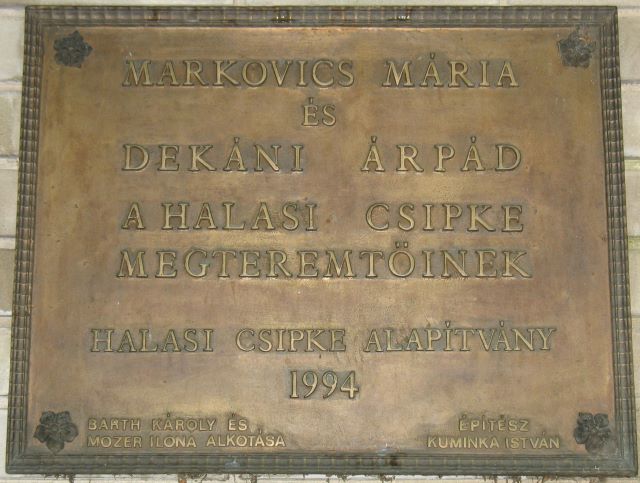 MARKOVICS MÁRIA
ÉS
DEKÁNI ÁRPÁD
A HALASI CSIPKE
MEGTEREMTŐINEK
HALASI CSIPKE ALAPÍTVÁNY
1994
BARTH KÁROLY ÉS
MOZER ILONA ALKOTÁSA
ÉPÍTÉSZ
KUMINKA ISTVÁN